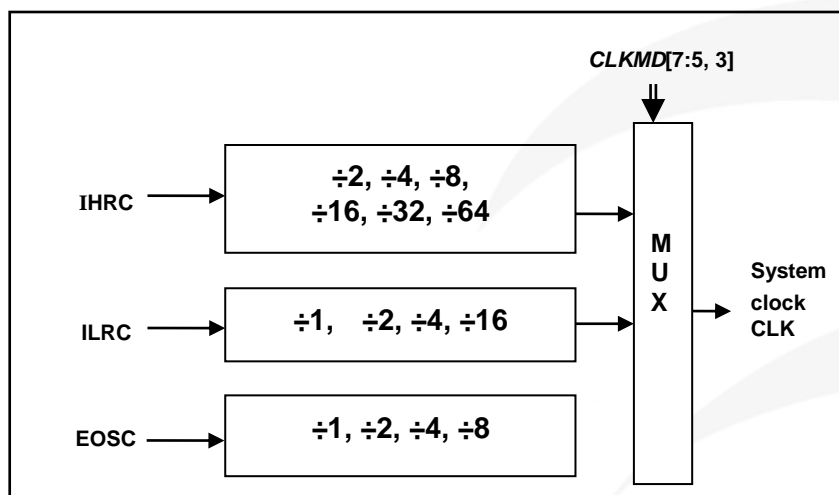 CLKMD[7:5, 3]
IHRC
÷2, ÷4, ÷8,
÷16, ÷32, ÷64
MUX
System
clock
CLK
ILRC
÷1, ÷2, ÷4, ÷16
EOSC
÷1, ÷2, ÷4, ÷8